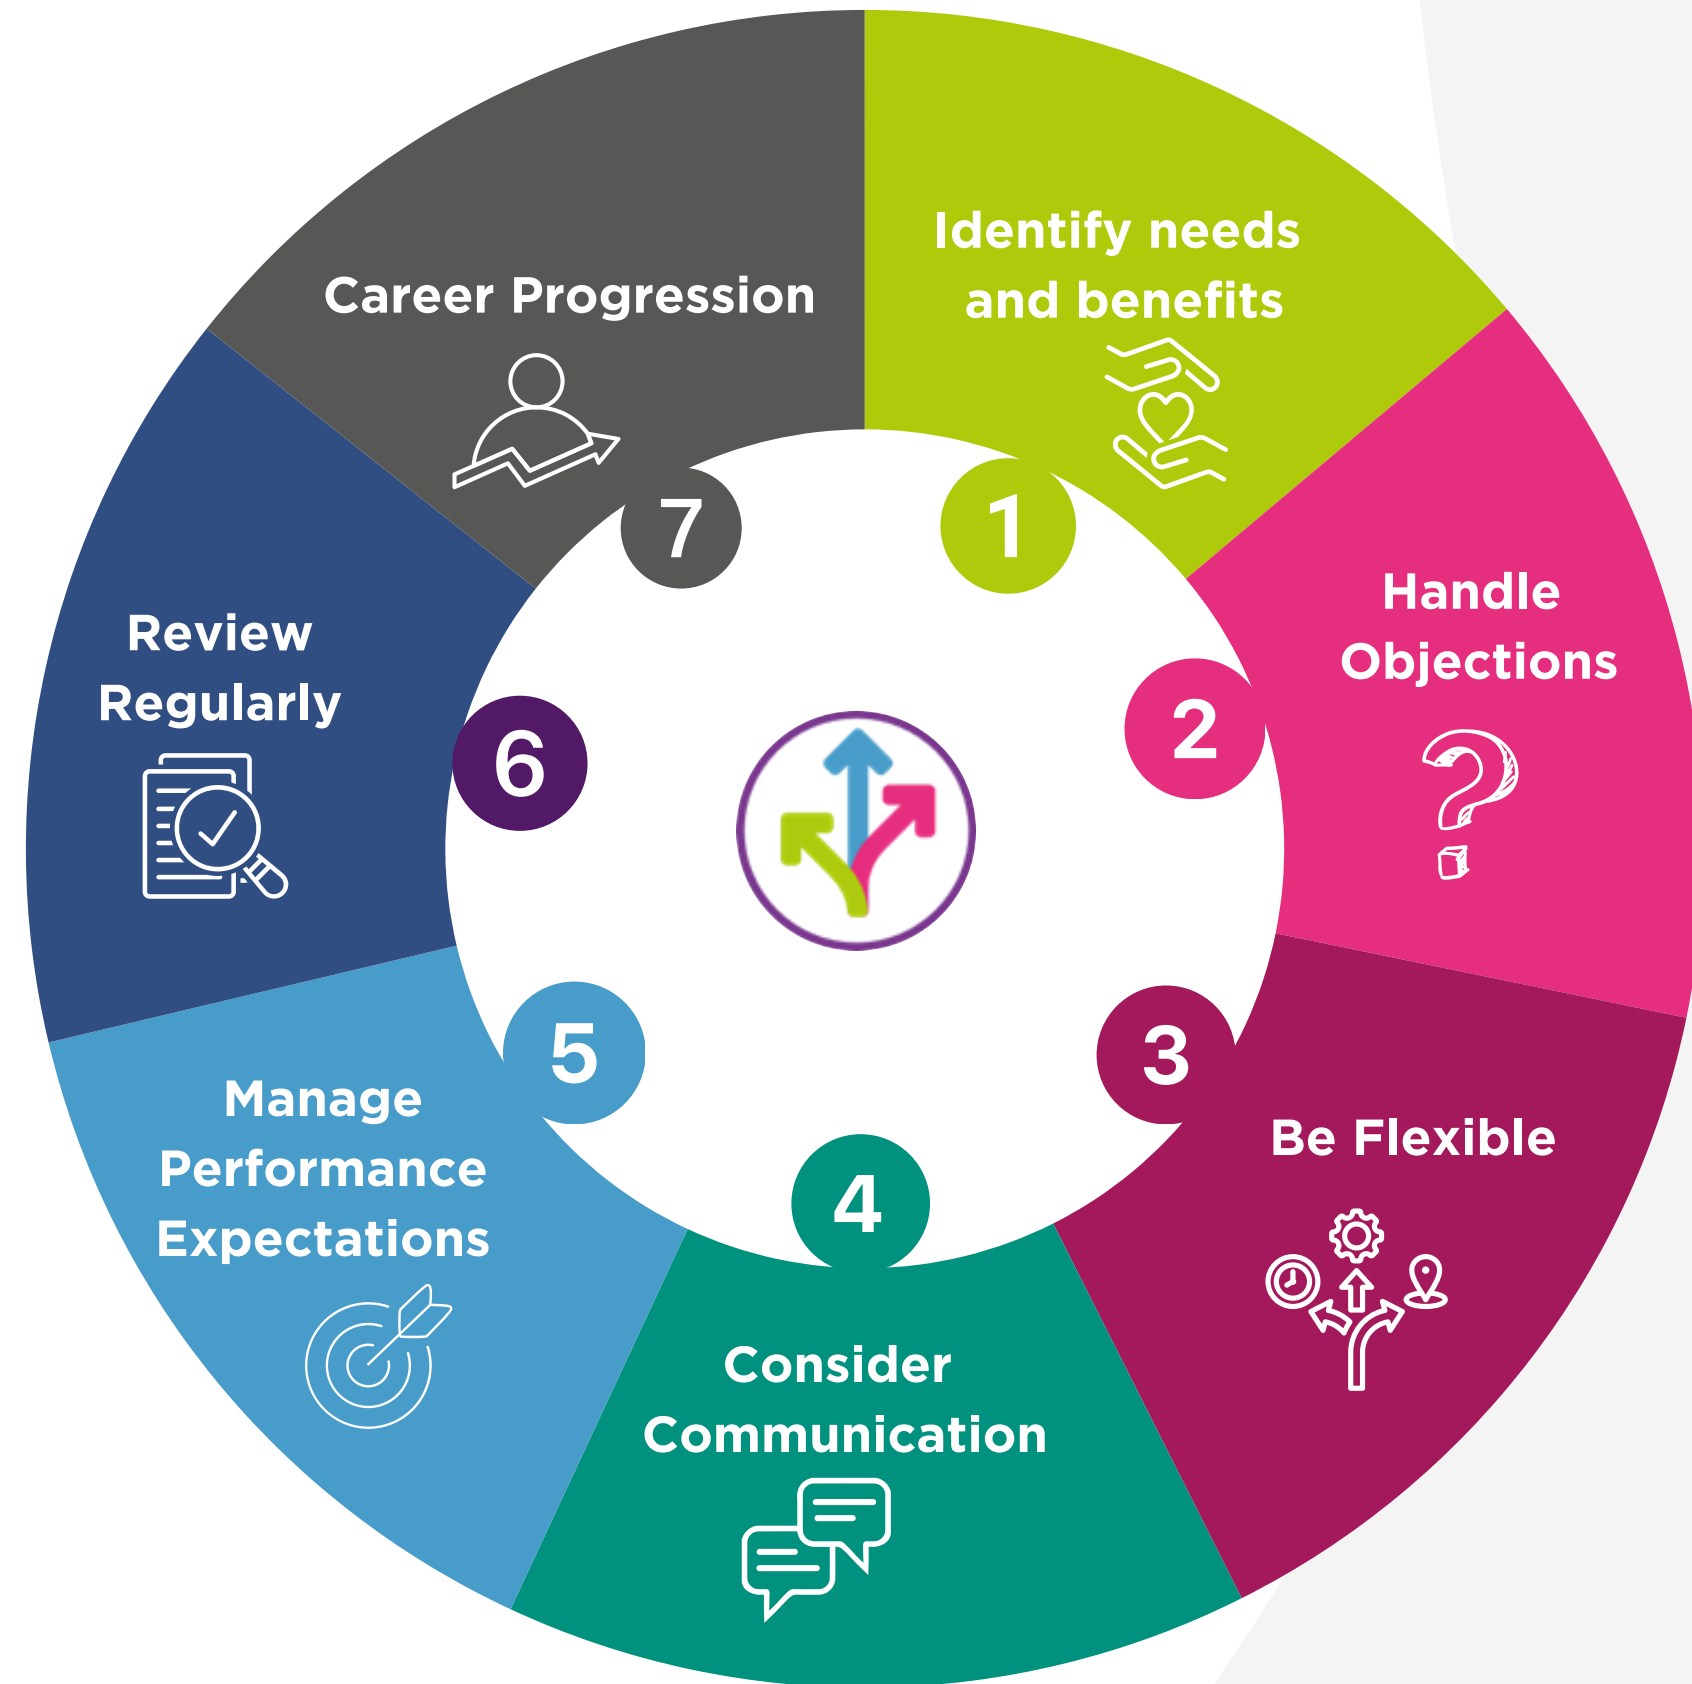 1
Identify needs
and benefits
2
Handle
Objections
3
Be Flexible
4
Consider
Communication
5
Manage
Performance
Expectations
6
Review
Regularly
7
Career Progression